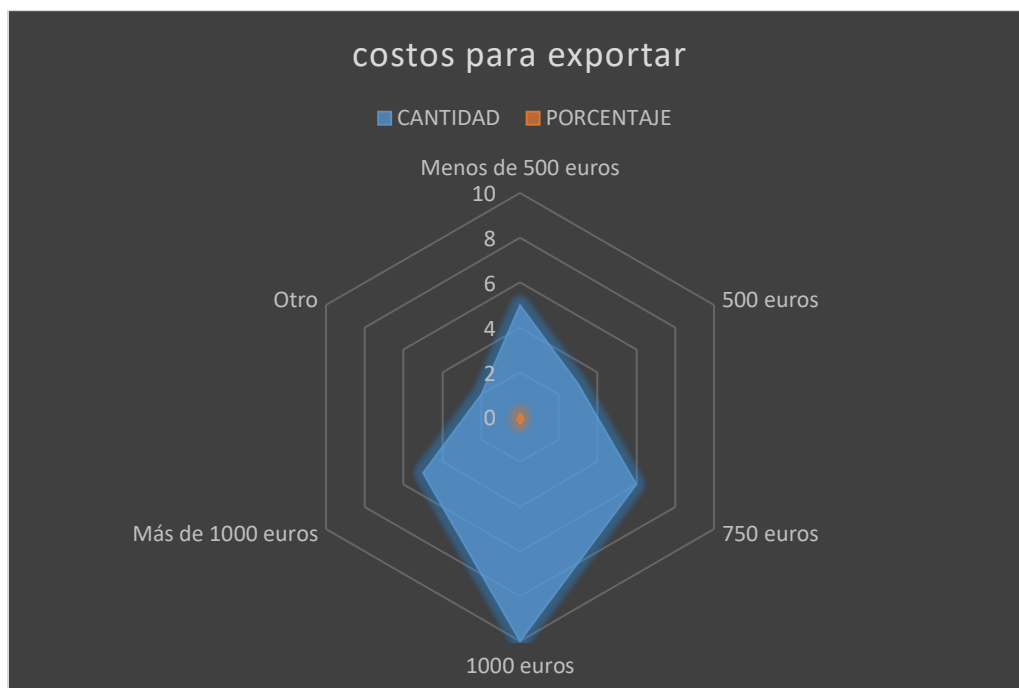 costos para exportar
CANTIDAD PORCENTAJE
Menos de 500 euros
10
8
6
4
2
0
Otro
500 euros
Más de 1000 euros
750 euros
1000 euros